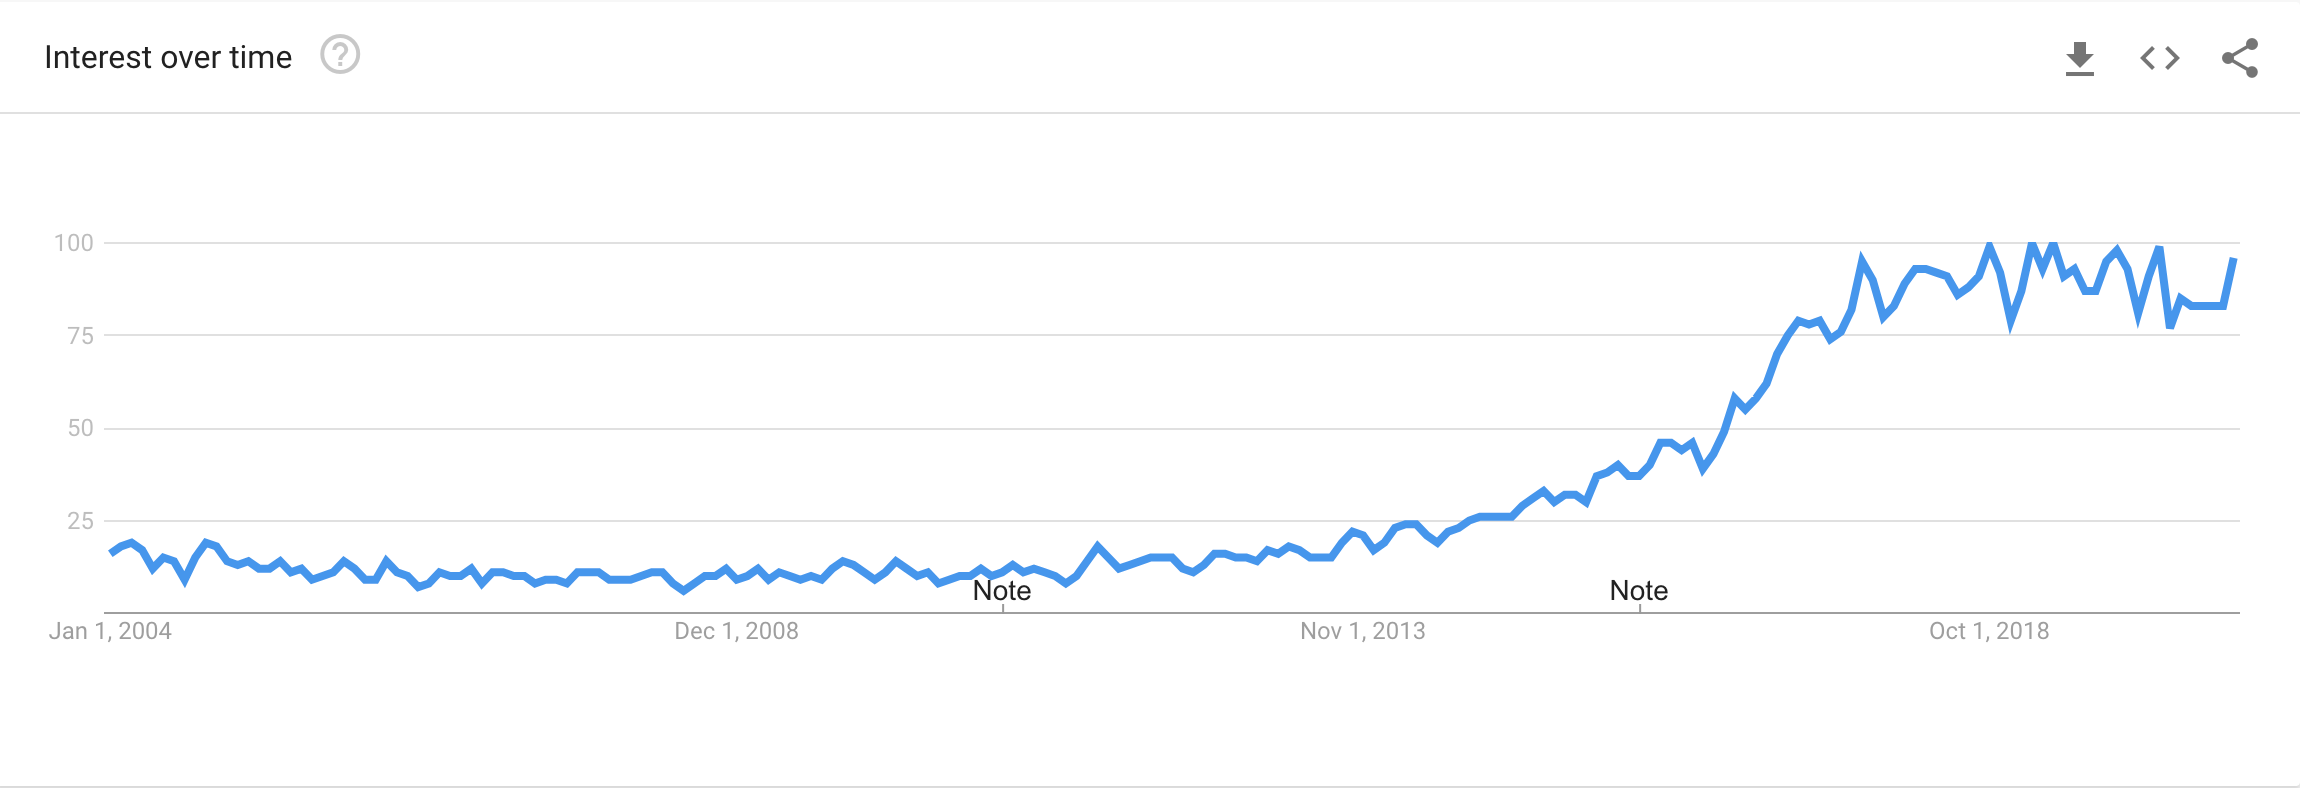 Interest over time ?
100
75
50
25
Note Note
Jan 1, 2004 Dec 1, 2008 Nov 1, 2013 Oct 1, 2018